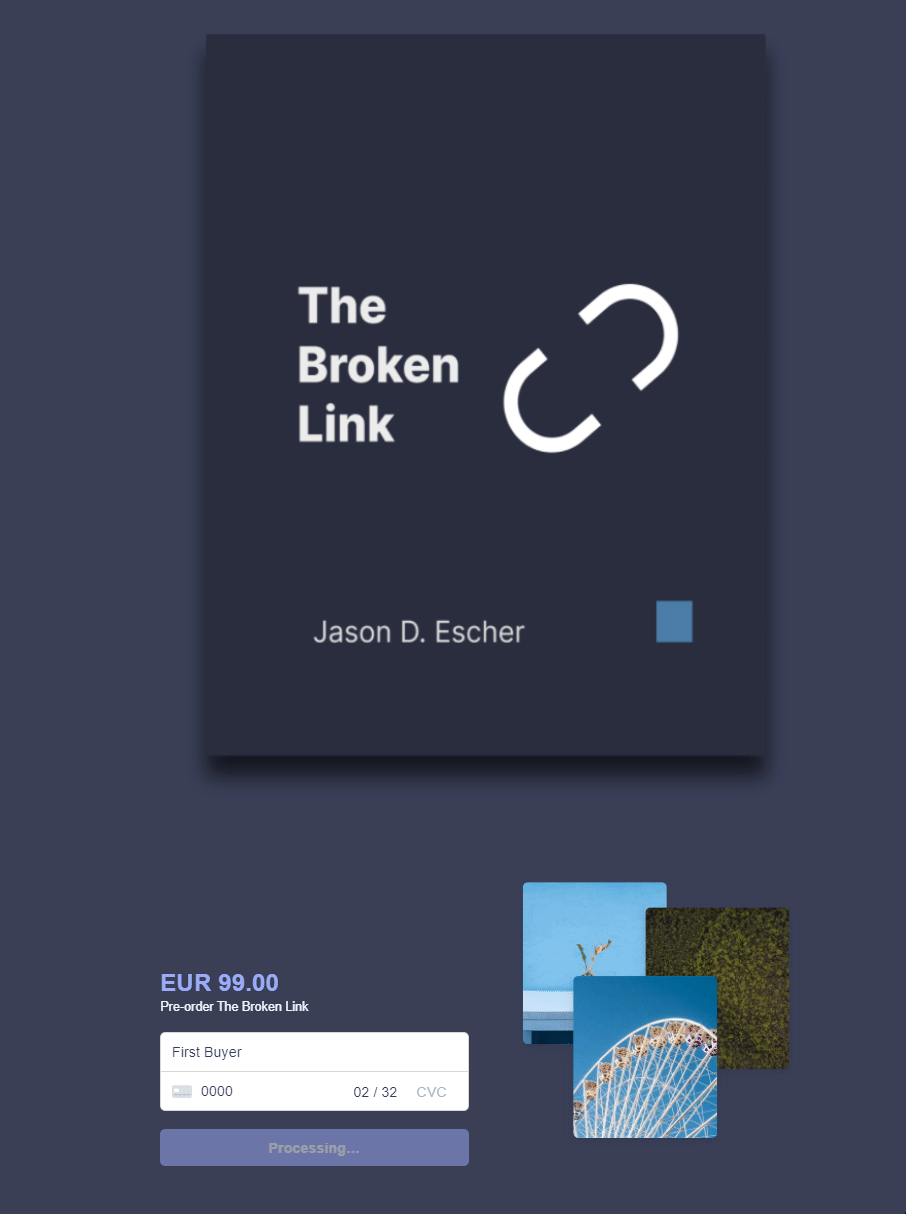 The
Broken
Link
Jason D. Escher
EUR 99.00
Pre-order The Broken Link
First Buyer
0000 02 / 32 CVC
Processing...